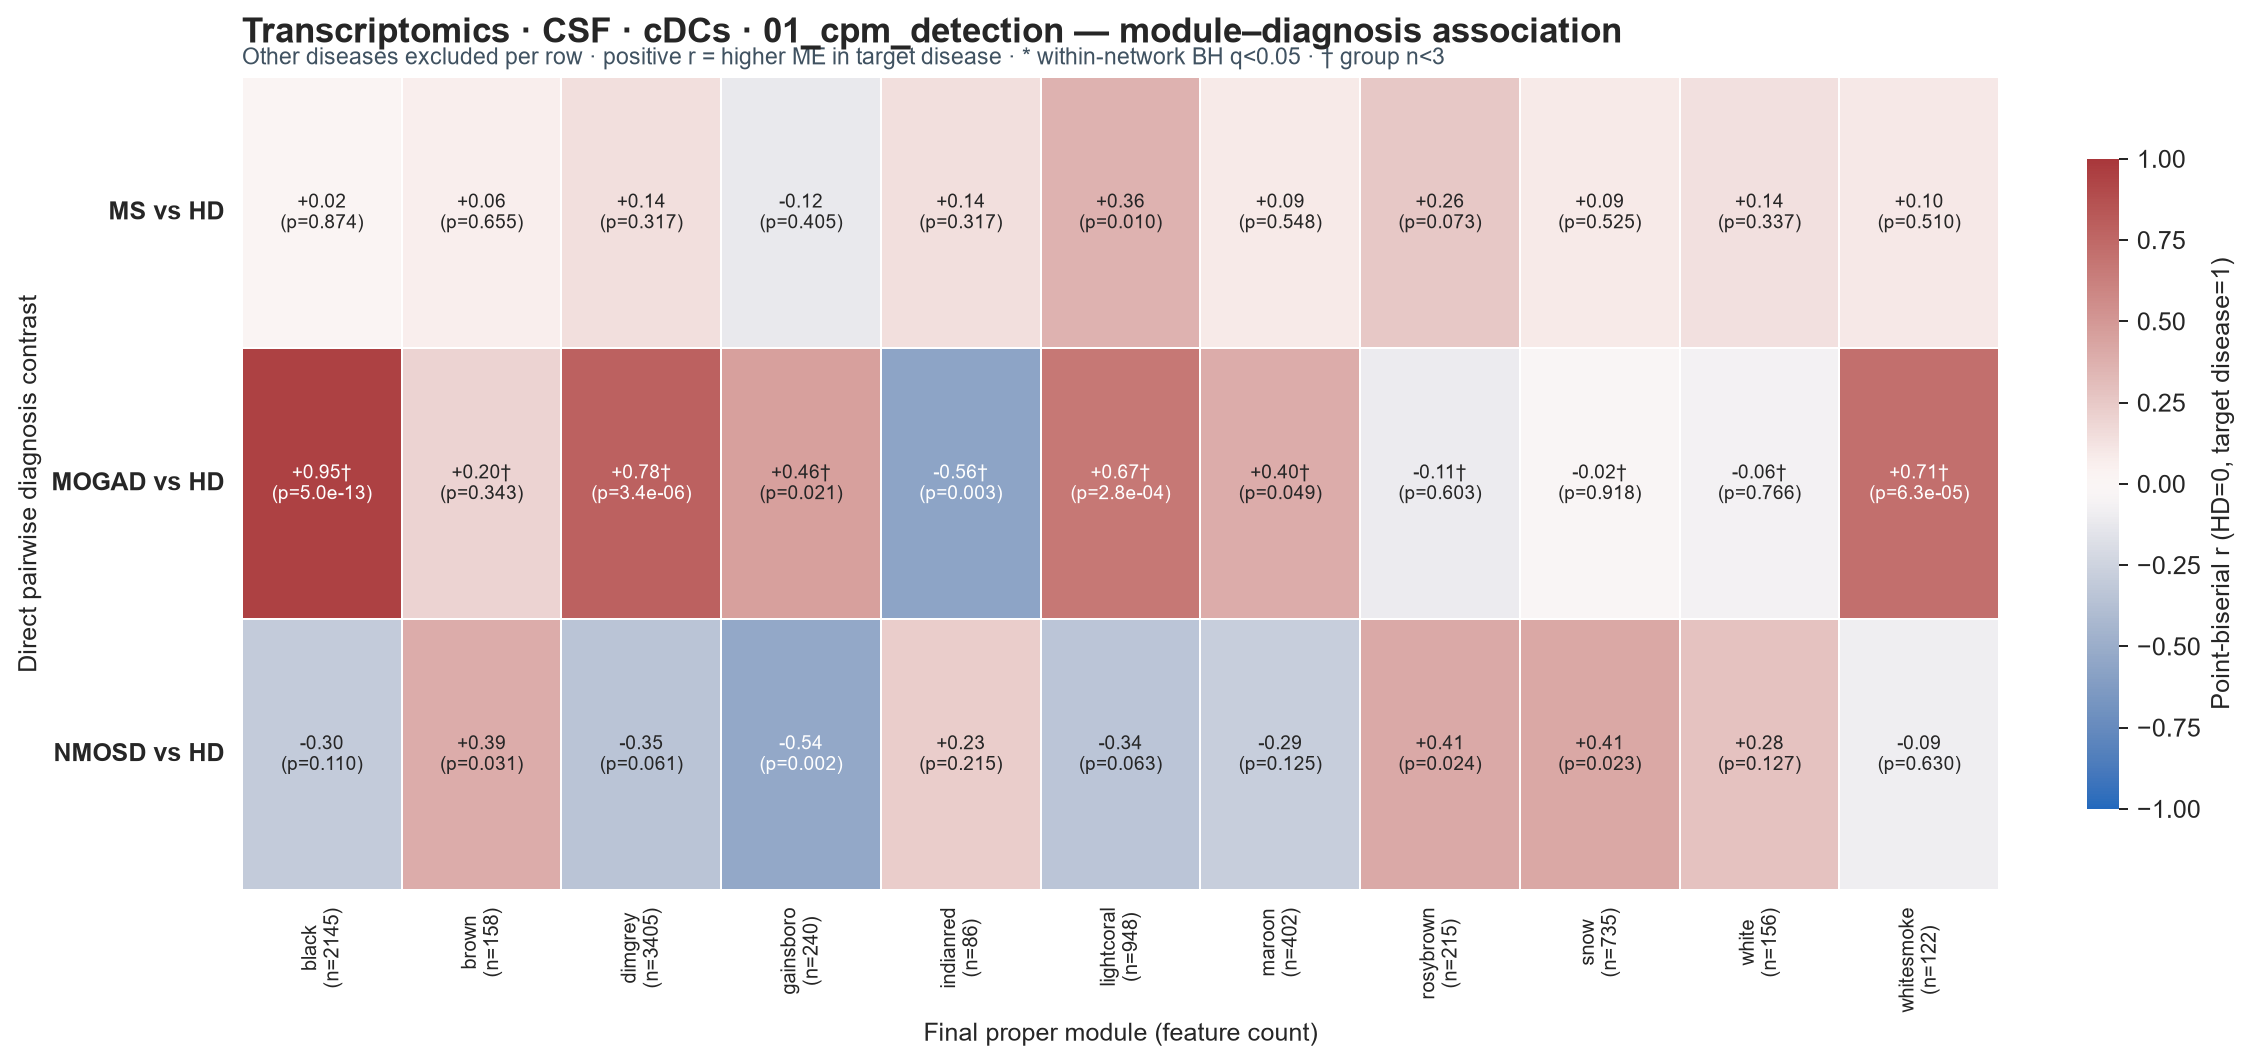 Transcriptomics · CSF · cDCs · 01_cpm_detection — module–diagnosis association
Other diseases excluded per row · positive r = higher ME in target disease · * within-network BH q<0.05 · † group n<3
Direct pairwise diagnosis contrast
MS vs HD
+0.02
(p=0.874)
+0.06
(p=0.655)
+0.14
(p=0.317)
-0.12
(p=0.405)
+0.14
(p=0.317)
+0.36
(p=0.010)
+0.09
(p=0.548)
+0.26
(p=0.073)
+0.09
(p=0.525)
+0.14
(p=0.337)
+0.10
(p=0.510)
MOGAD vs HD
+0.95†
(p=5.0e-13)
+0.20†
(p=0.343)
+0.78†
(p=3.4e-06)
+0.46†
(p=0.021)
-0.56†
(p=0.003)
+0.67†
(p=2.8e-04)
+0.40†
(p=0.049)
-0.11†
(p=0.603)
-0.02†
(p=0.918)
-0.06†
(p=0.766)
+0.71†
(p=6.3e-05)
NMOSD vs HD
-0.30
(p=0.110)
+0.39
(p=0.031)
-0.35
(p=0.061)
-0.54
(p=0.002)
+0.23
(p=0.215)
-0.34
(p=0.063)
-0.29
(p=0.125)
+0.41
(p=0.024)
+0.41
(p=0.023)
+0.28
(p=0.127)
-0.09
(p=0.630)
black
(n=2145)
brown
(n=158)
dimgrey
(n=3405)
gainsboro
(n=240)
indianred
(n=86)
lightcoral
(n=948)
maroon
(n=402)
rosybrown
(n=215)
snow
(n=735)
white
(n=156)
whitesmoke
(n=122)
Final proper module (feature count)
1.00
0.75
0.50
0.25
0.00
−0.25
−0.50
−0.75
−1.00
Point-biserial r (HD=0, target disease=1)